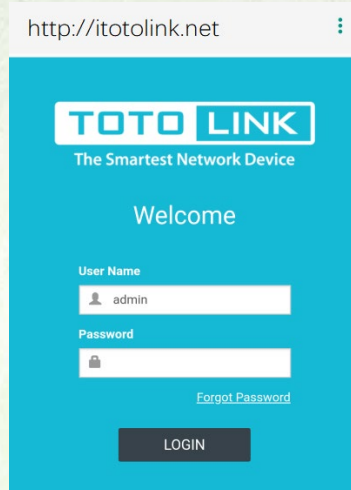 http://itotolink.net
TOTO LINK
The Smartest Network Device
Welcome
User Name
admin
Password
Forgot Password
LOGIN